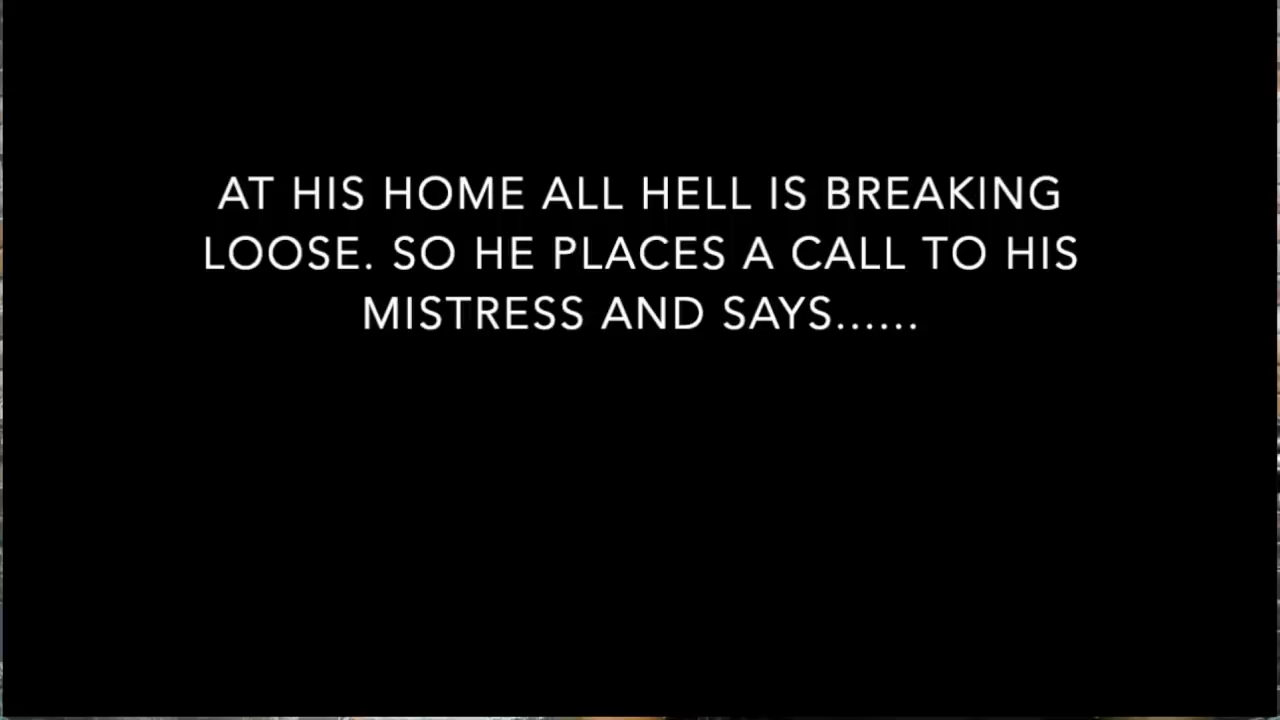 AT HIS HOME ALL HELL IS BREAKING
LOOSE. SO HE PLACES A CALL TO HIS
MISTRESS AND SAYS......